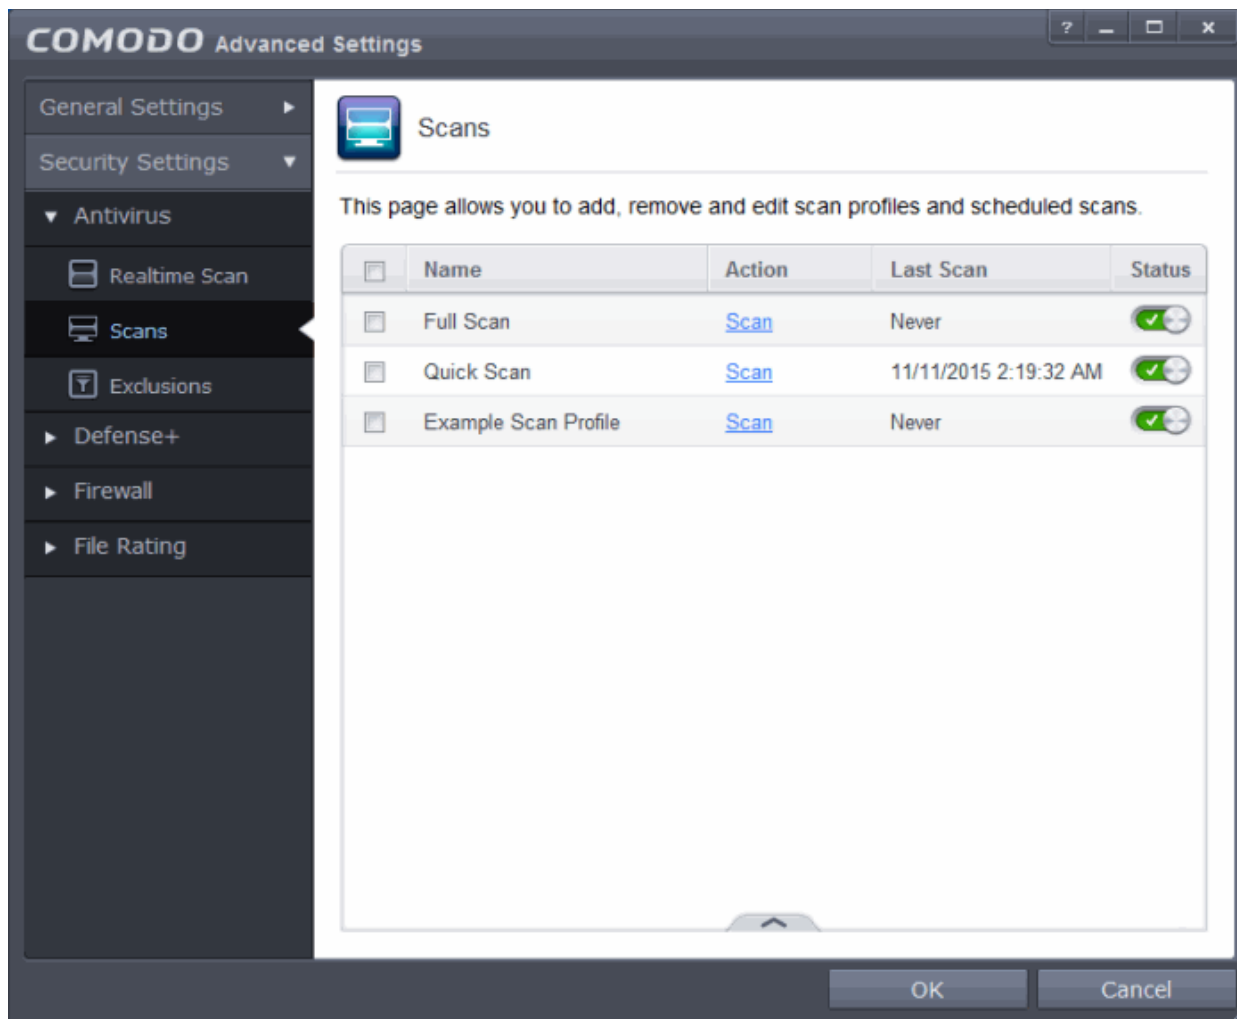 COMODO Advanced Settings
?
General Settings
Security Settings
Antivirus
Realtime Scan
Scans
Exclusions
Defense+
Firewall
File Rating
Scans
This page allows you to add, remove and edit scan profiles and scheduled scans.
Name Action Last Scan Status
Full Scan Scan Never
Quick Scan Scan 11/11/2015 2:19:32 AM
Example Scan Profile Scan Never
OK Cancel